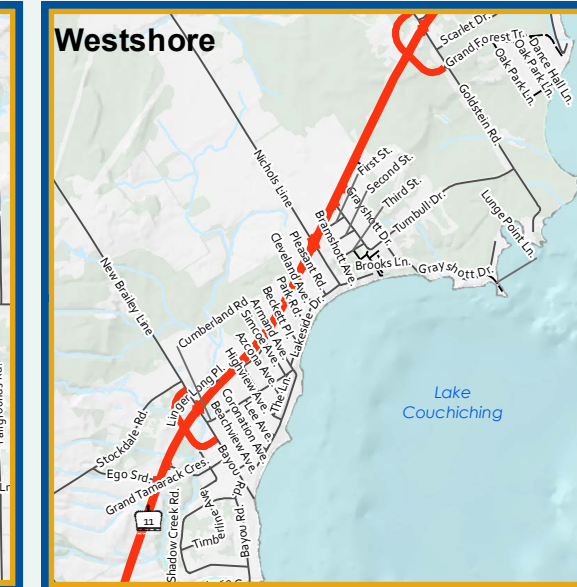 Westshore
Scarlet Dr.
Grand Forest Tr.
Dance Hall Ln.
Oak Park Ln.
Oak Park Ln.
Goldstein Rd.
Nichols Line
First St.
Second St.
Third St.
Grayshott Dr.
Turnbull Dr.
Lunge Point Ln.
Bramshott Ave.
Brooks Ln.
Grayshott Dr.
Pleasant Rd.
Cleveland Ave.
Park Rd.
Beckett Pl.
Lakeside Dr.
New Brailey Line
Cumberland Rd
Armand Ave.
Simcoe Ave.
Azcona Ave.
Highview Ave.
The Ln.
Linger Long Pl.
Lee Ave.
Coronation Ave.
Beachview Ave.
Lake
Couchiching
Stockdale Rd.
Bayou Rd.
Ego Srd.
Grand Tamarack Cres.
11
Shadow Creek Rd.
Timberline Ave.
Bayou Rd.
Ln